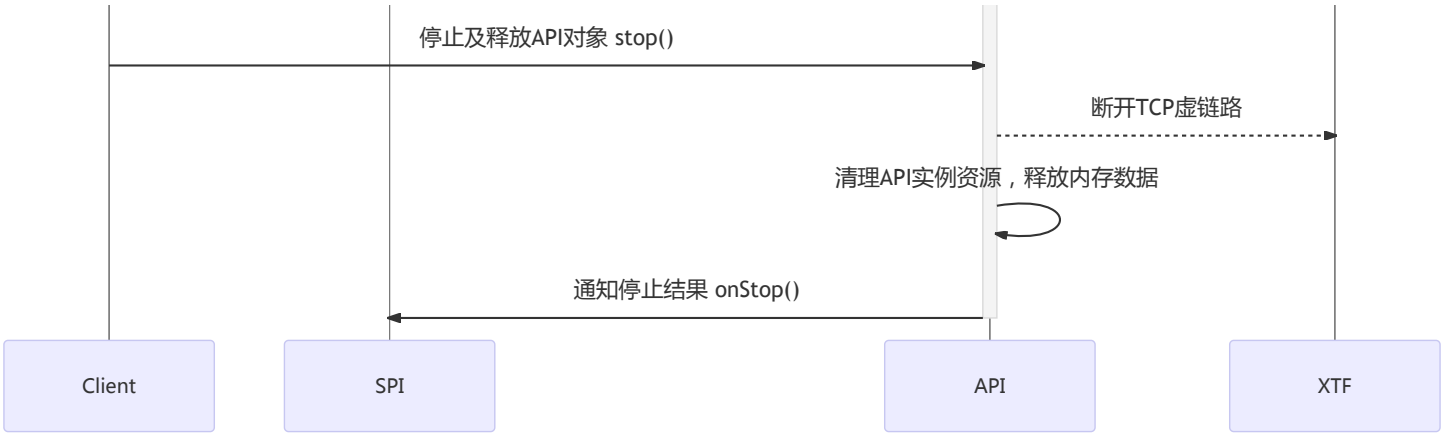 停止及释放API对象 stop()
断开TCP虚链路
清理API实例资源，释放内存数据
通知停止结果 onStop()
Client
SPI
API
XTF